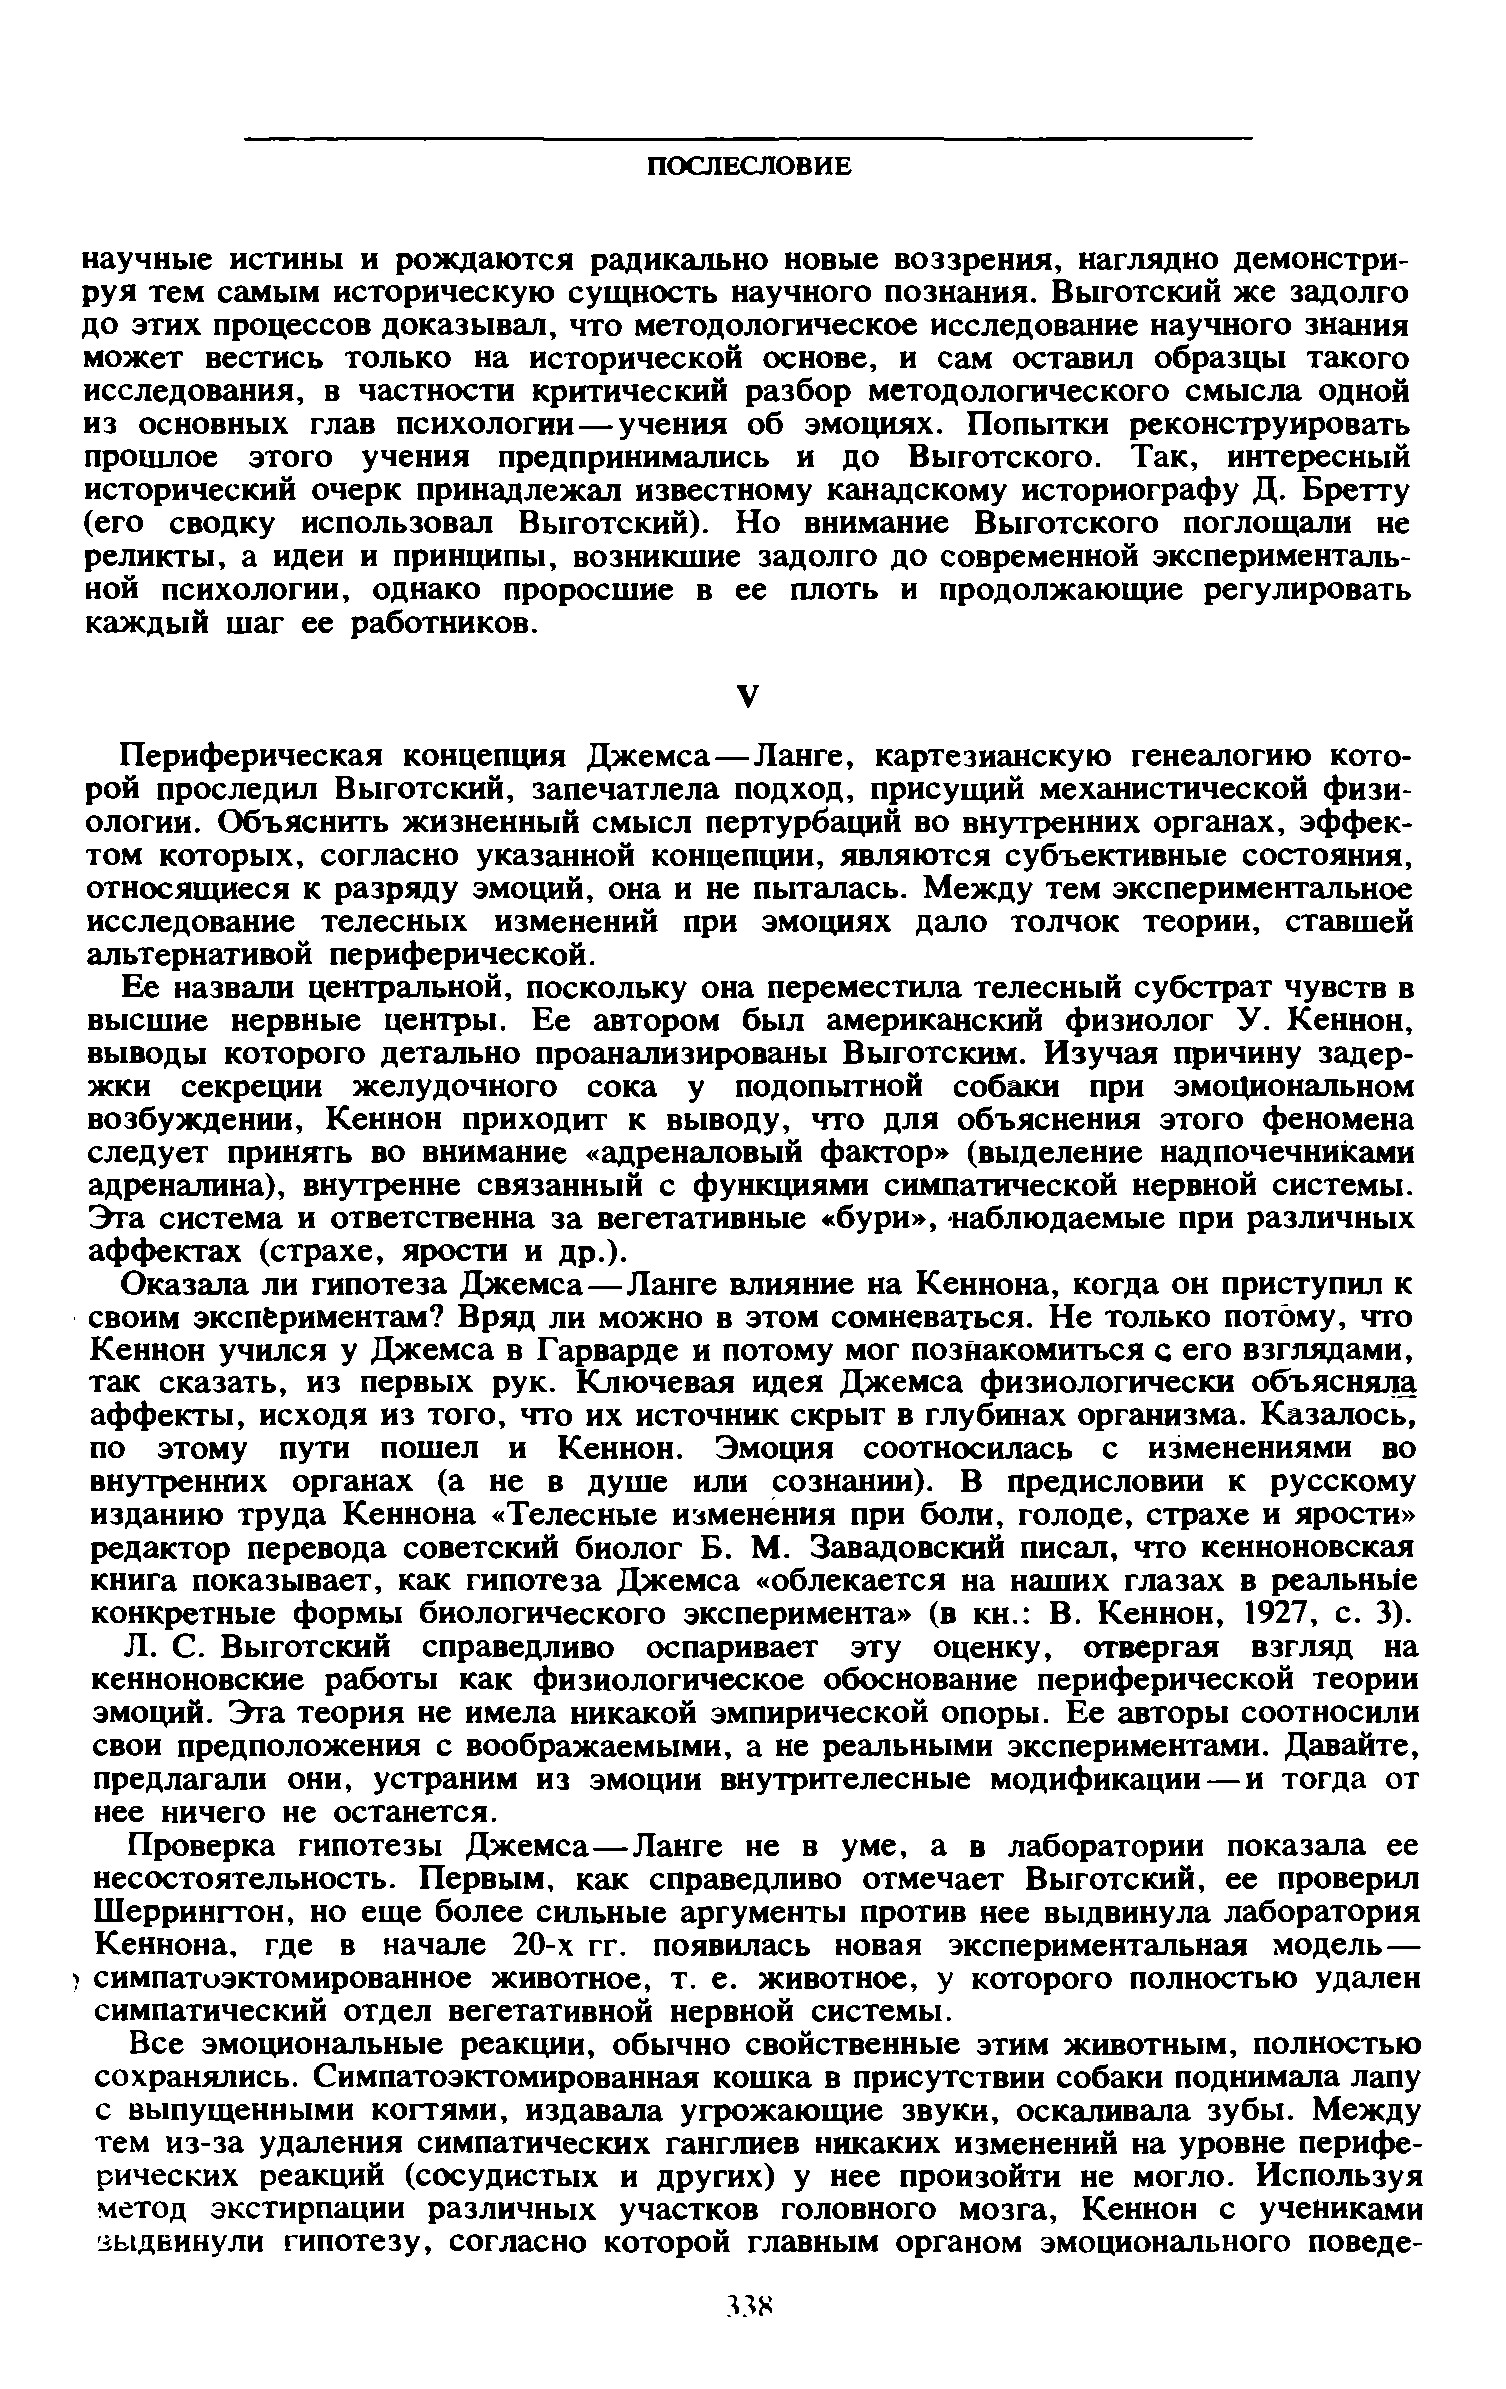 ПОСЛЕСЛОВИЕ
научные истины и рождаются радикально новые воззрения, наглядно демонстри-
руя тем самым историческую сущность научного познания. Выготский же задолго
до этих процессов доказывал, что методологическое исследование научного знания
может вестись только на исторической основе, и сам оставил образцы такого
исследования, в частности критический разбор методологического смысла одной
из основных глав психологии—учения об эмоциях. Попытки реконструировать
прошлое этого учения предпринимались и до Выготского. Так, интересный
исторический очерк принадлежал известному канадскому историографу Д. Бретту
(его сводку использовал Выготский). Но внимание Выготского поглощали не
реликты, а идеи и принципы, возникшие задолго до современной эксперименталь-
ной психологии, однако проросшие в ее плоть и продолжающие регулировать
каждый шаг ее работников.
V
Периферическая концепция Джемса—Ланге, картезианскую генеалогию кото-
рой проследил Выготский, запечатлела подход, присущий механистической физи-
ологии. Объяснить жизненный смысл пертурбаций во внутренних органах, эффек-
том которых, согласно указанной концепции, являются субъективные состояния,
относящиеся к разряду эмоций, она и не пыталась. Между тем экспериментальное
исследование телесных изменений при эмоциях дало толчок теории, ставшей
альтернативой периферической.
Ее назвали центральной, поскольку она переместила телесный субстрат чувств в
высшие нервные центры. Ее автором был американский физиолог У. Кеннон,
выводы которого детально проанализированы Выготским. Изучая причину задер-
жки секреции желудочного сока у подопытной собаки при эмоциональном
возбуждении, Кеннон приходит к выводу, что для объяснения этого феномена
следует принять во внимание «адреналовый фактор» (выделение надпочечниками
адреналина), внутренне связанный с функциями симпатической нервной системы.
Эта система и ответственна за вегетативные «бури», наблюдаемые при различных
аффектах (страхе, ярости и др.).
Оказала ли гипотеза Джемса—Ланге влияние на Кеннона, когда он приступил к
своим экспериментам? Вряд ли можно в этом сомневаться. Не только потому, что
Кеннон учился у Джемса в Гарварде и потому мог познакомиться с его взглядами,
так сказать, из первых рук. Ключевая идея Джемса физиологически объясняла
аффекты, исходя из того, что их источник скрыт в глубинах организма. Казалось,
по этому пути пошел и Кеннон. Эмоция соотносилась с изменениями во
внутренних органах (а не в душе или сознании). В предисловии к русскому
изданию труда Кеннона «Телесные изменения при боли, голоде, страхе и ярости»
редактор перевода советский биолог Б. М. Завадовский писал, что кенноновская
книга показывает, как гипотеза Джемса «облекается на наших глазах в реальные
конкретные формы биологического эксперимента» (в кн.: В. Кеннон, 1927, с. 3).
Л. С. Выготский справедливо оспаривает эту оценку, отвергая взгляд на
кенноновские работы как физиологическое обоснование периферической теории
эмоций. Эта теория не имела никакой эмпирической опоры. Ее авторы соотносили
свои предположения с воображаемыми, а не реальными экспериментами. Давайте,
предлагали они, устраним из эмоции внутрителесные модификации—и тогда от
нее ничего не останется.
Проверка гипотезы Джемса—Ланге не в уме, а в лаборатории показала ее
несостоятельность. Первым, как справедливо отмечает Выготский, ее проверил
Шеррингтон, но еще более сильные аргументы против нее выдвинула лаборатория
Кеннона, где в начале 20-х гг. появилась новая экспериментальная модель—
симпатоэктомированное животное, т. е. животное, у которого полностью удален
симпатический отдел вегетативной нервной системы.
Все эмоциональные реакции, обычно свойственные этим животным, полностью
сохранялись. Симпатоэктомированная кошка в присутствии собаки поднимала лапу
с выпущенными когтями, издавала угрожающие звуки, оскаливала зубы. Между
тем из-за удаления симпатических ганглиев никаких изменений на уровне перифе-
рических реакций (сосудистых и других) у нее произойти не могло. Используя
метод экстирпации различных участков головного мозга, Кеннон с учениками
выдвинули гипотезу, согласно которой главным органом эмоционального поведе-
338